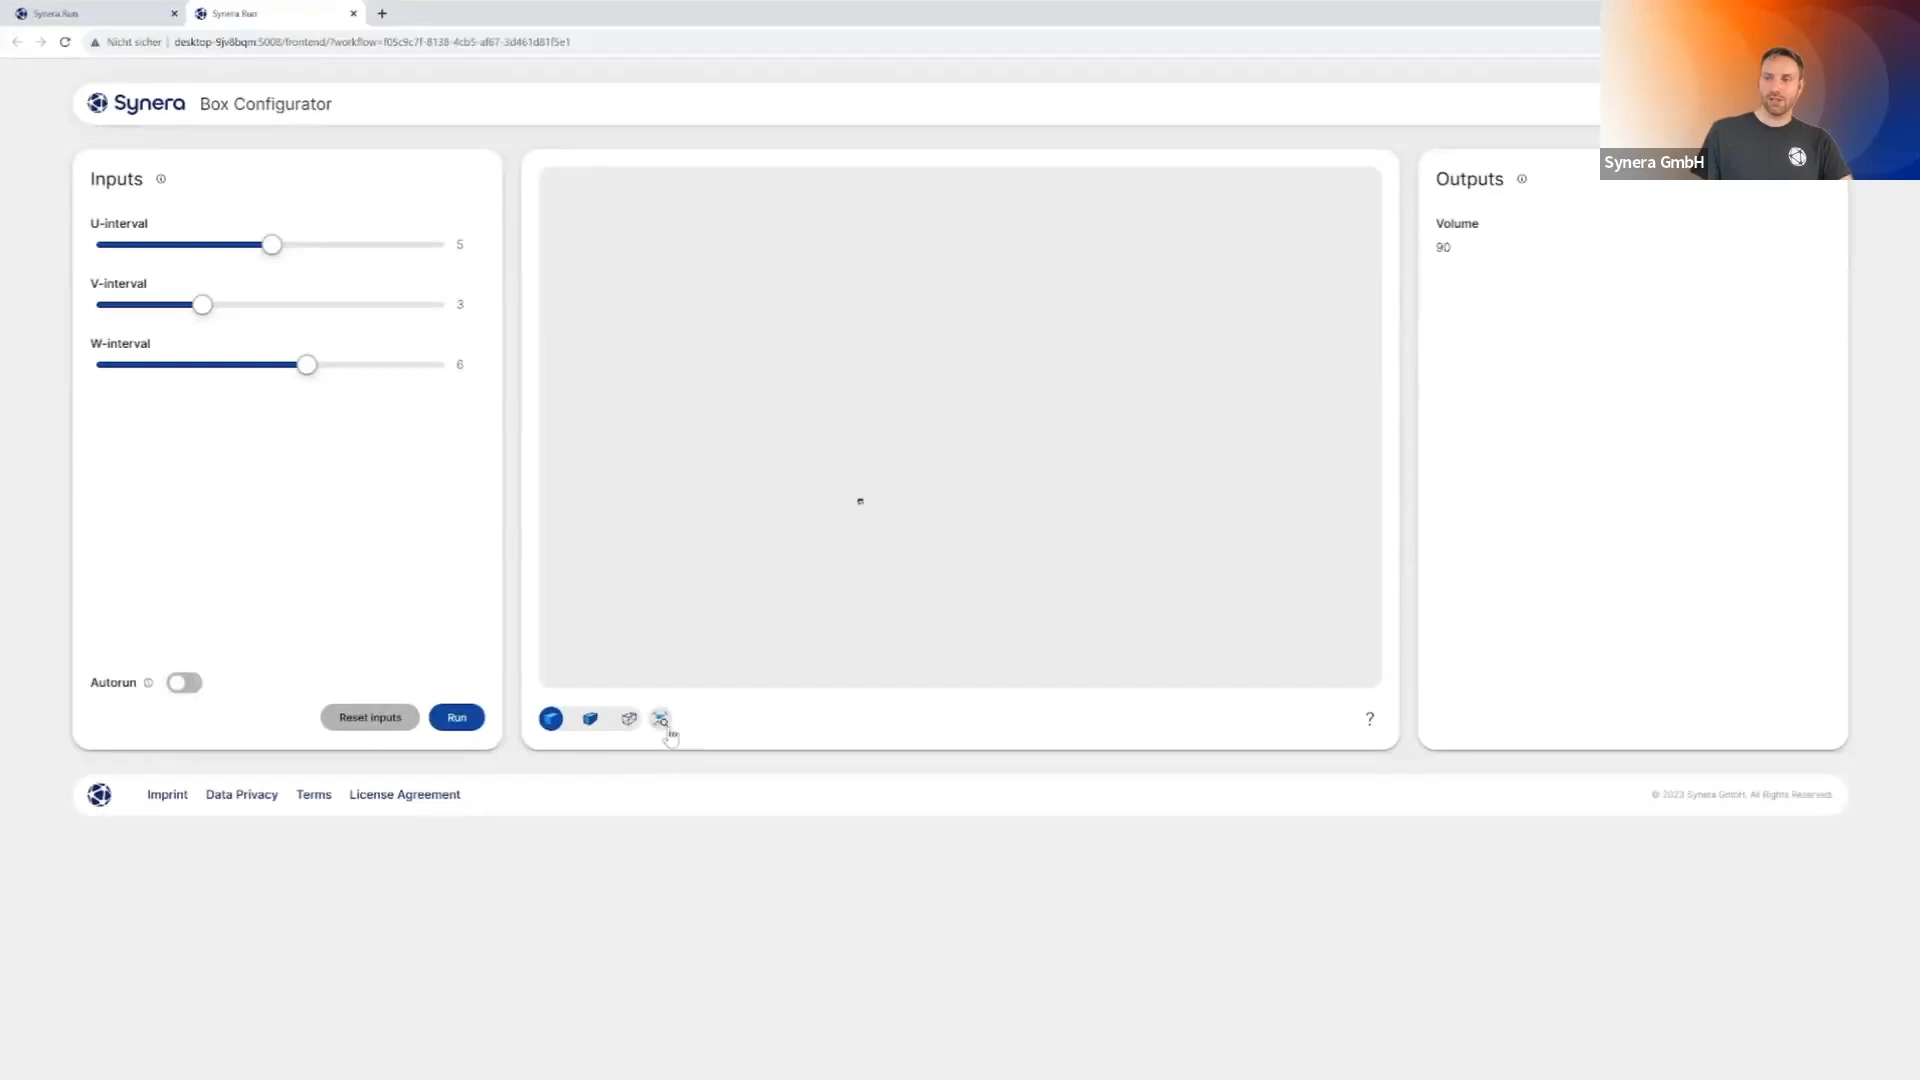 Synera Run
Synera Run
Nicht sicher
desktop-9jv8bqm:5008/frontend/?workflow=f05c9c7f-8138-4cb5-af67-3d461d81f5e1
Synera Box Configurator
Synera GmbH
Inputs
U-interval
5
V-interval
3
W-interval
6
Autorun
Reset inputs
Run
?
Outputs
Volume
90
Imprint Data Privacy Terms License Agreement
© 2023 Synera GmbH. All Rights Reserved.